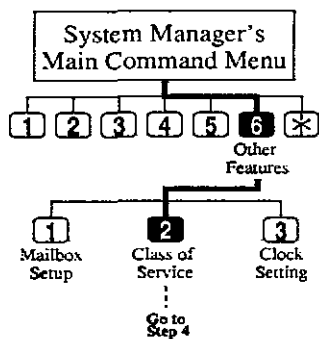 System Manager's
Main Command Menu
1 2 3 4 5 6 *
Other
Features
1 2 3
Mailbox Class of Clock
Setup Service Setting
Go to
Step 4